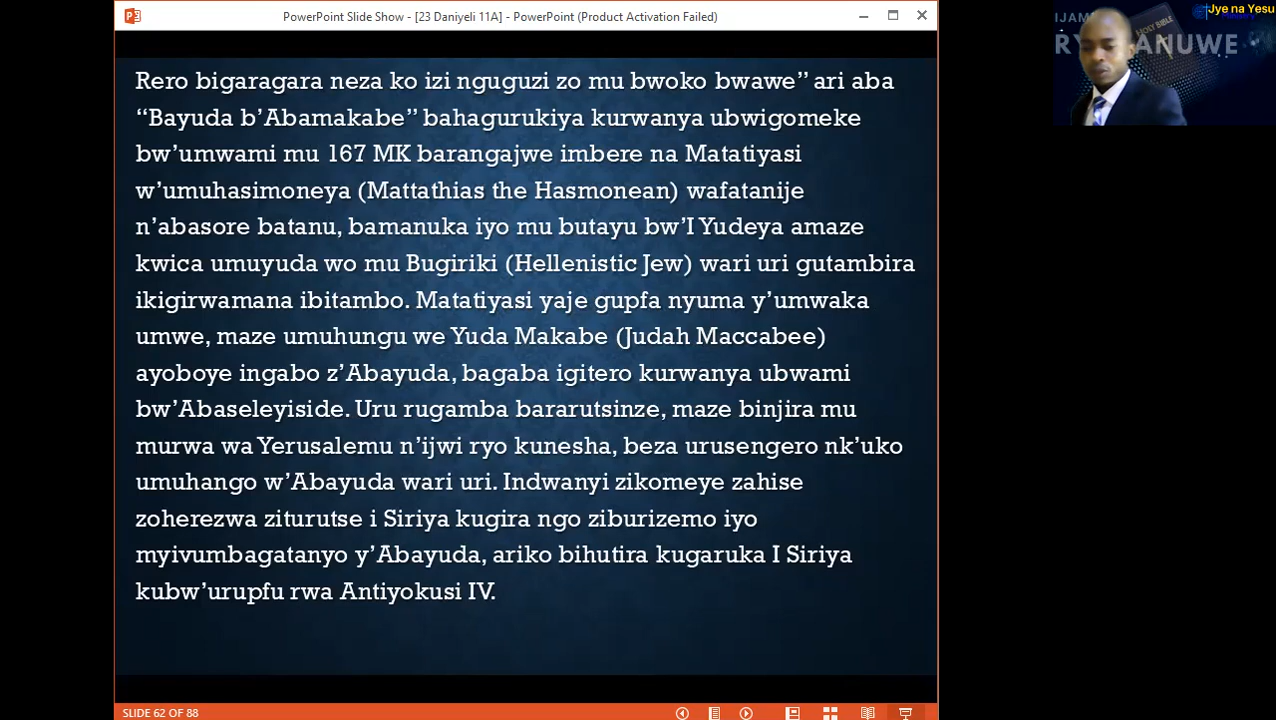 PowerPoint Slide Show - [23 Daniyeli 11A] - PowerPoint (Product Activation Failed)
Rero bigaragara neza ko izi nguguzi zo mu bwoko bwawe” ari aba
“Bayuda b’Abamakabe” bahagurukiya kurwanya ubwigomeke
bw’umwami mu 167 MK barangajwe imbere na Matatiyasi
w’umuhasimoneya (Mattathias the Hasmonean) wafatanije
n’abasore batanu, bamanuka iyo mu butayu bw’I Yudeya amaze
kwica umuyuda wo mu Bugiriki (Hellenistic Jew) wari uri gutambira
ikigirwamana ibitambo. Matatiyasi yaje gupfa nyuma y’umwaka
umwe, maze umuhungu we Yuda Makabe (Judah Maccabee)
ayoboye ingabo z’Abayuda, bagaba igitero kurwanya ubwami
bw’Abaseleyiside. Uru rugamba bararutsinze, maze binjira mu
murwa wa Yerusalemu n’ijwi ryo kunesha, beza urusengero nk’uko
umuhango w’Abayuda wari uri. Indwanyi zikomeye zahise
zoherezwa ziturutse i Siriya kugira ngo ziburizemo iyo
myivumbagatanyo y’Abayuda, ariko bihutira kugaruka I Siriya
kubw’urupfu rwa Antiyokusi IV.
SLIDE 62 OF 88
Jye na Yesu
Ministry
HOLY BIBLE